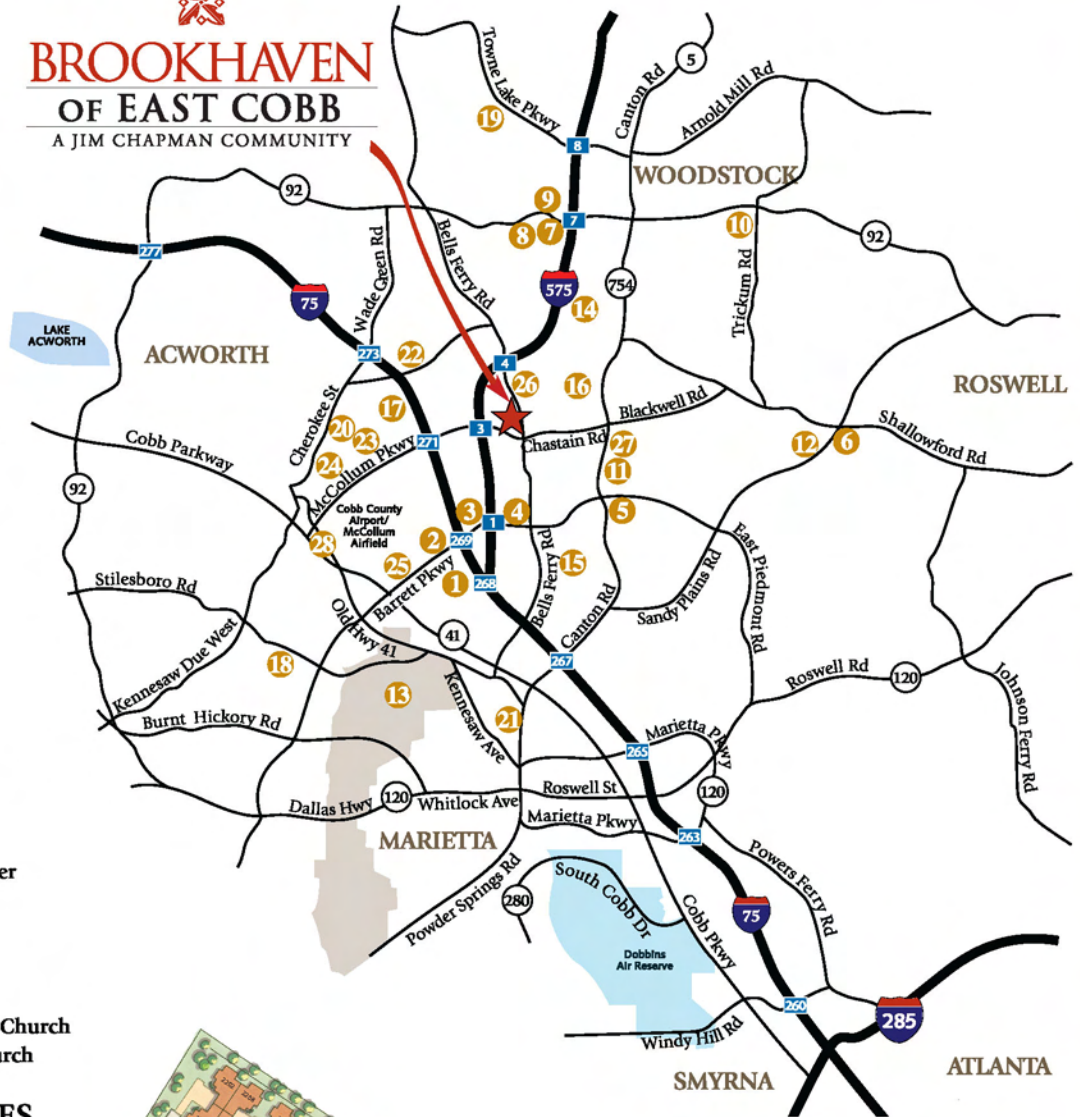 BROOKHAVEN
OF EAST COBB
A JIM CHAPMAN COMMUNITY
Towne Lake Pkwy
Canton Rd
5
Arnold Mill Rd
19
8
WOODSTOCK
92
9
7
8
7
10
92
277
Bells Ferry Rd
Wade Green Rd
Trickum Rd
75
575
754
14
LAKE
ACWORTH
ACWORTH
273
22
4
26
16
ROSWELL
Cherokee St
17
Blackwell Rd
20
23
271
3
Chastain Rd
27
12
6
Shallowford Rd
Cobb Parkway
24
McCollum Pkwy
11
92
Cobb County
Airport/
McCollum
Airfield
3
1
4
5
28
2
269
East Piedmont Rd
25
Barrett Pkwy
1
268
Bells Ferry Rd
15
Sandy Plains Rd
Stilesboro Rd
Canton Rd
Old Hwy 41
41
Kennesaw Due West
18
267
Roswell Rd
120
Johnson Ferry Rd
13
Kennesaw Ave
21
Burnt Hickory Rd
265
Marietta Pkwy
Dallas Hwy
120
Whitlock Ave
Roswell St
120
Marietta Pkwy
263
MARIETTA
Powers Ferry Rd
er
Powder Springs Rd
280
South Cobb Dr
75
Cobb Pkwy
Dobbins
Air Reserve
260
285
Windy Hill Rd
Church
urch
SMYRNA
ATLANTA
ES